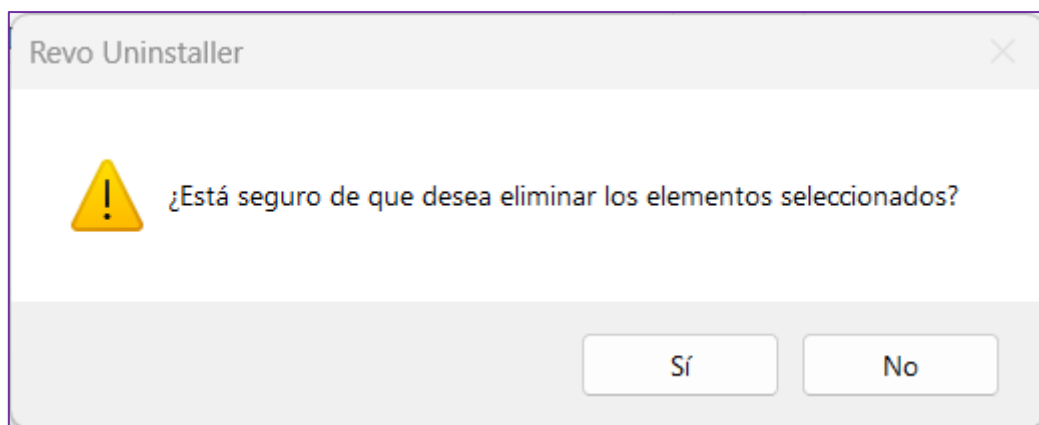 Revo Uninstaller
¿Está seguro de que desea eliminar los elementos seleccionados?
Sí
No